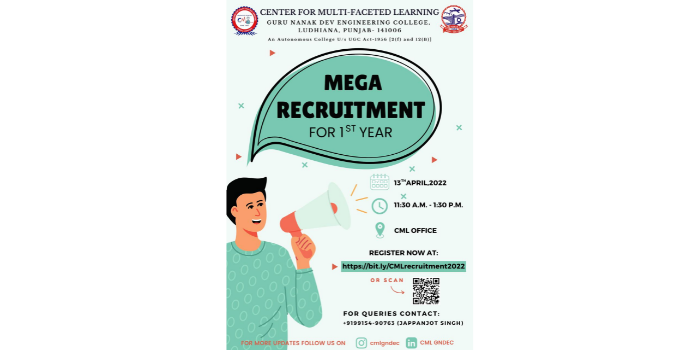 CENTER FOR MULTI-FACETED LEARNING
GURU NANAK DEV ENGINEERING COLLEGE,
LUDHIANA, PUNJAB- 141006
An Autonomous College U/s UGC Act-1956 [2(f) and 12(B)]
MEGA
RECRUITMENT
FOR 1ST YEAR
13TH APRIL,2022
11:30 A.M. - 1:30 P.M.
CML OFFICE
REGISTER NOW AT:
https://bit.ly/CMLrecruitment2022
OR SCAN
FOR QUERIES CONTACT:
+919915 4-90763 (JAPPANJOT SINGH)
FOR MORE UPDATES FOLLOW US ON cmlgndec CML GNDEC